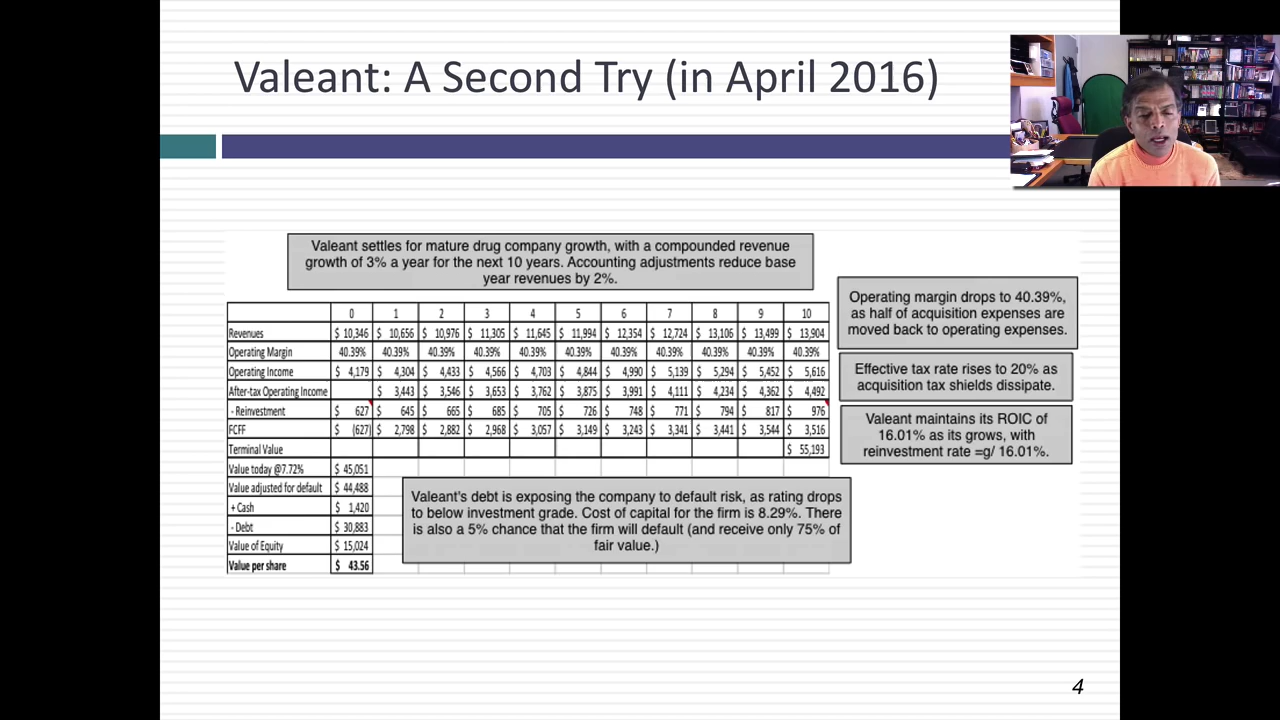 Valeant: A Second Try (in April 2016)
Valeant settles for mature drug company growth, with a compounded revenue
growth of 3% a year for the next 10 years. Accounting adjustments reduce base
year revenues by 2%.
Operating margin drops to 40.39%,
as half of acquisition expenses are
moved back to operating expenses.
Effective tax rate rises to 20% as
acquisition tax shields dissipate.
Valeant maintains its ROIC of
16.01% as its grows, with
reinvestment rate =g/ 16.01%.
0 1 2 3 4 5 6 7 8 9 10
Revenues $ 10,346 $ 10,656 $ 10,976 $ 11,305 $ 11,645 $ 11,994 $ 12,354 $ 12,724 $ 13,106 $ 13,499 $ 13,904
Operating Margin 40.39% 40.39% 40.39% 40.39% 40.39% 40.39% 40.39% 40.39% 40.39% 40.39% 40.39%
Operating Income $ 4,179 $ 4,304 $ 4,433 $ 4,566 $ 4,703 $ 4,844 $ 4,990 $ 5,139 $ 5,294 $ 5,452 $ 5,616
After-tax Operating Income $ 3,443 $ 3,546 $ 3,653 $ 3,762 $ 3,875 $ 3,991 $ 4,111 $ 4,234 $ 4,362 $ 4,492
- Reinvestment $ 627 $ 645 $ 665 $ 685 $ 705 $ 726 $ 748 $ 771 $ 794 $ 817 $ 976
FCFF $ (627) $ 2,798 $ 2,882 $ 2,968 $ 3,057 $ 3,149 $ 3,243 $ 3,341 $ 3,441 $ 3,544 $ 3,516
Terminal Value $ 55,193
Value today @7.72% $ 45,051
Value adjusted for default $ 44,488
+ Cash $ 1,420
- Debt $ 30,883
Value of Equity $ 15,024
Value per share $ 43.56
Valeant's debt is exposing the company to default risk, as rating drops
to below investment grade. Cost of capital for the firm is 8.29%. There
is also a 5% chance that the firm will default (and receive only 75% of
fair value.)
4